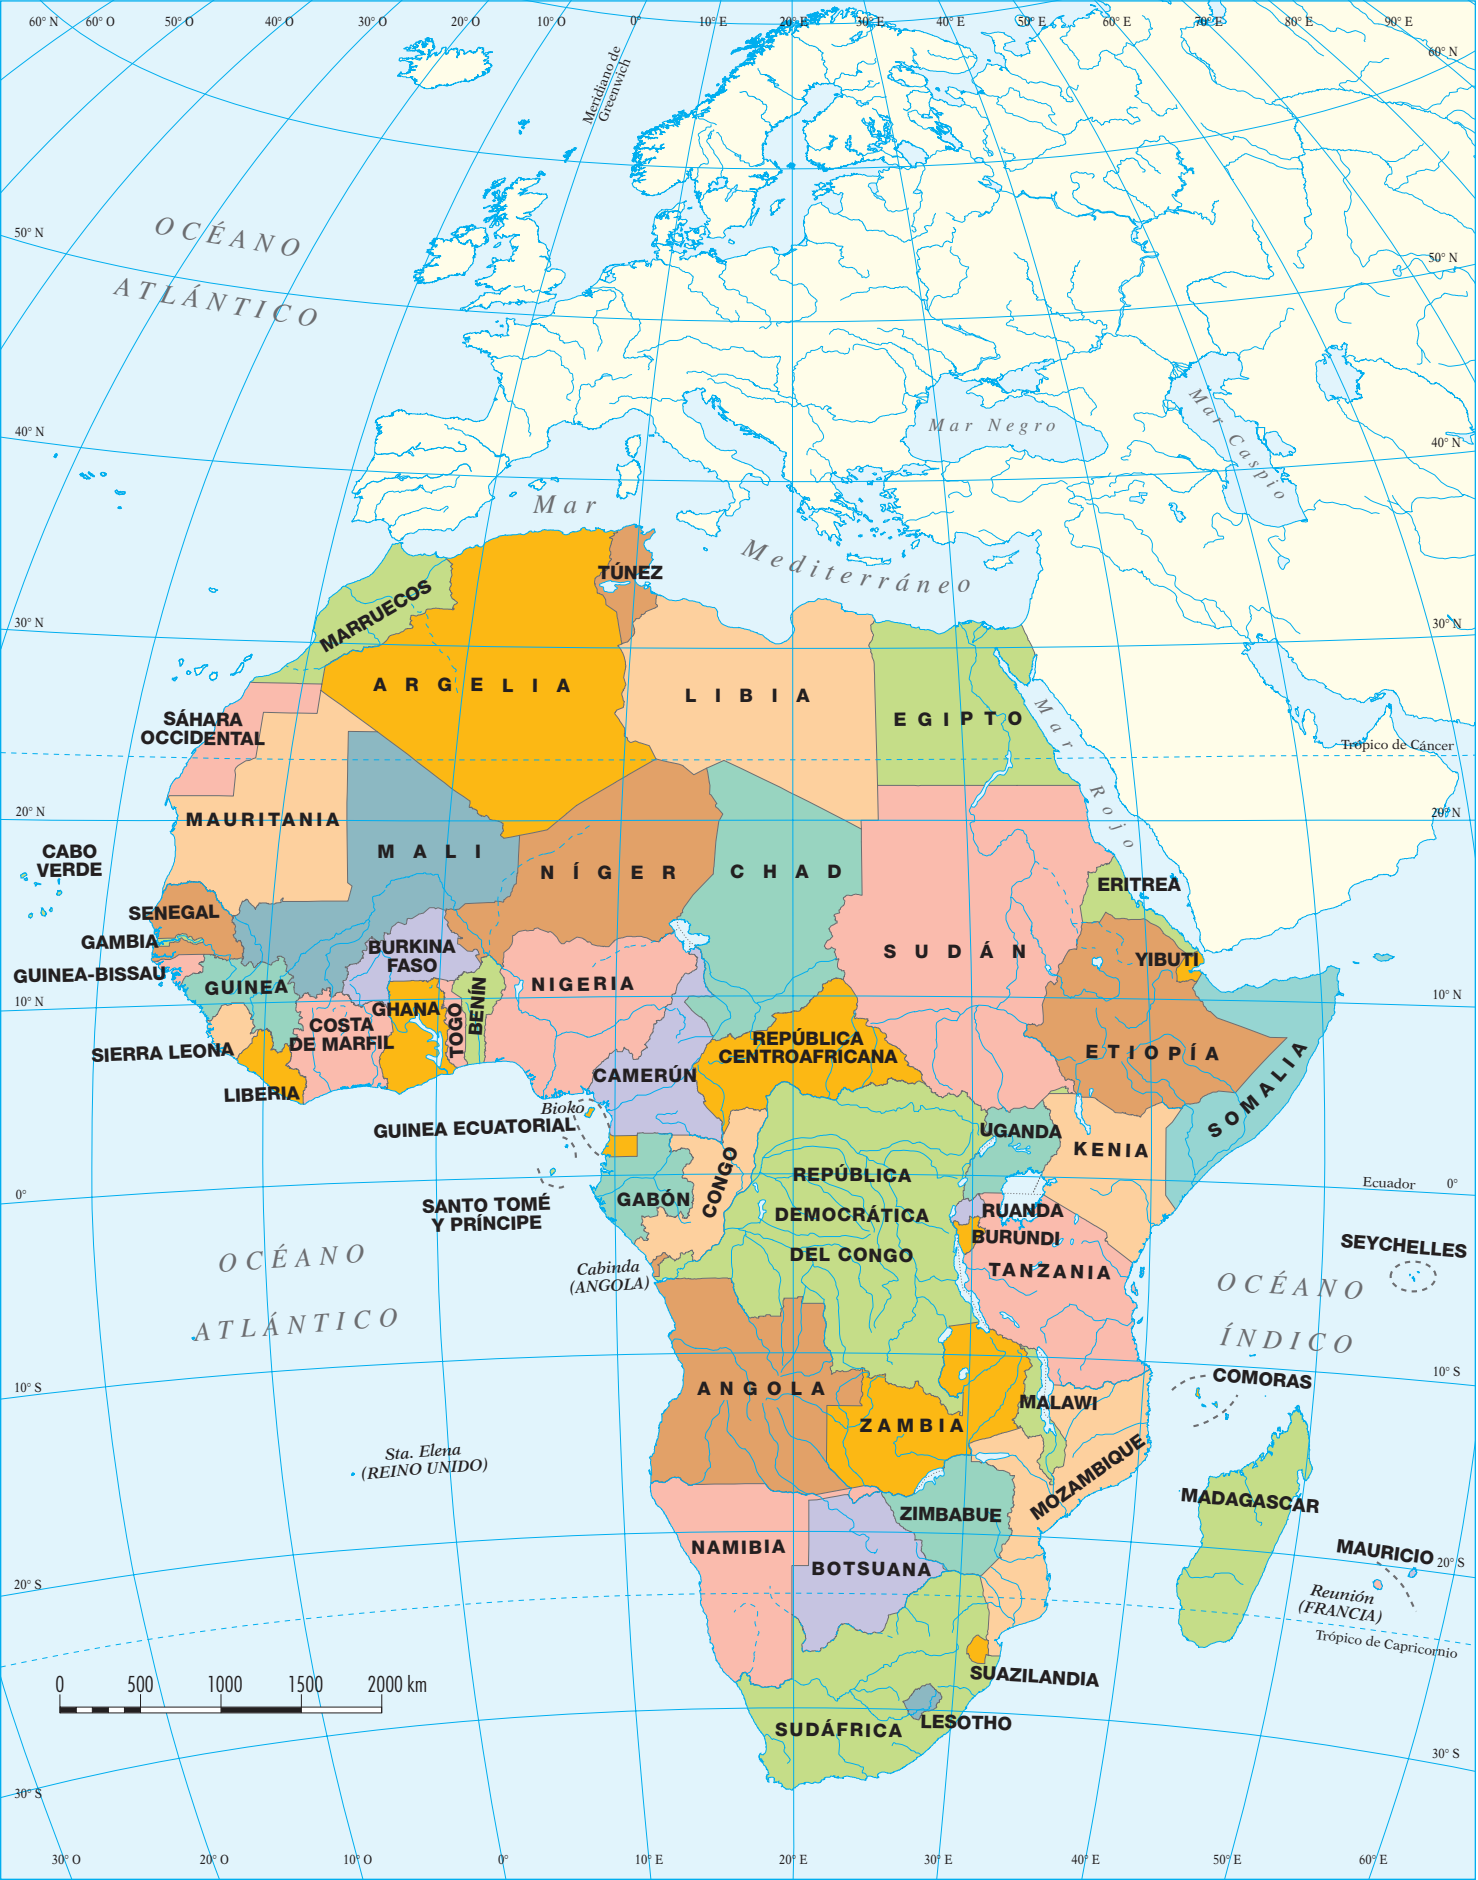 60° N
60° O
50° O
40° O
30° O
20° O
10° O
0°
10° E
20° E
30° E
40° E
50° E
60° E
70° E
80° E
90° E
60° N
Meridiano de
Greenwich
OCÉANO
ATLÁNTICO
50° N
50° N
Mar Negro
Mar Caspio
40° N
40° N
Mar
Mediterráneo
TÚNEZ
MARRUECOS
30° N
30° N
ARGELIA
LIBIA
EGIPTO
Mar Rojo
SÁHARA
OCCIDENTAL
Trópico de Cáncer
MAURITANIA
20° N
20° N
CABO
VERDE
MALI
NÍGER
CHAD
ERITREA
SENEGAL
GAMBIA
BURKINA
FASO
SUDÁN
YIBUTI
GUINEA-BISSAU
GUINEA
NIGERIA
10° N
10° N
GHANA
TOGO
BENÍN
COSTA
DE MARFIL
REPÚBLICA
CENTROAFRICANA
ETIOPÍA
SOMALIA
SIERRA LEONA
LIBERIA
CAMERÚN
Bioko
GUINEA ECUATORIAL
UGANDA
KENIA
CONGO
REPÚBLICA
DEMOCRÁTICA
DEL CONGO
0°
Ecuador
0°
GABÓN
SANTO TOMÉ
Y PRÍNCIPE
RUANDA
BURUNDI
TANZANIA
SEYCHELLES
OCÉANO
ATLÁNTICO
Cabinda
(ANGOLA)
OCÉANO
ÍNDICO
10° S
10° S
COMORAS
ANGOLA
ZAMBIA
MALAWI
Sta. Elena
(REINO UNIDO)
MOZAMBIQUE
MADAGASCAR
ZIMBABUE
NAMIBIA
BOTSUANA
MAURICIO
20° S
20° S
Reunión
(FRANCIA)
Trópico de Capricornio
0
500
1000
1500
2000 km
SUAZILANDIA
LESOTHO
SUDÁFRICA
30° S
30° S
30° O
20° O
10° O
0°
10° E
20° E
30° E
40° E
50° E
60° E